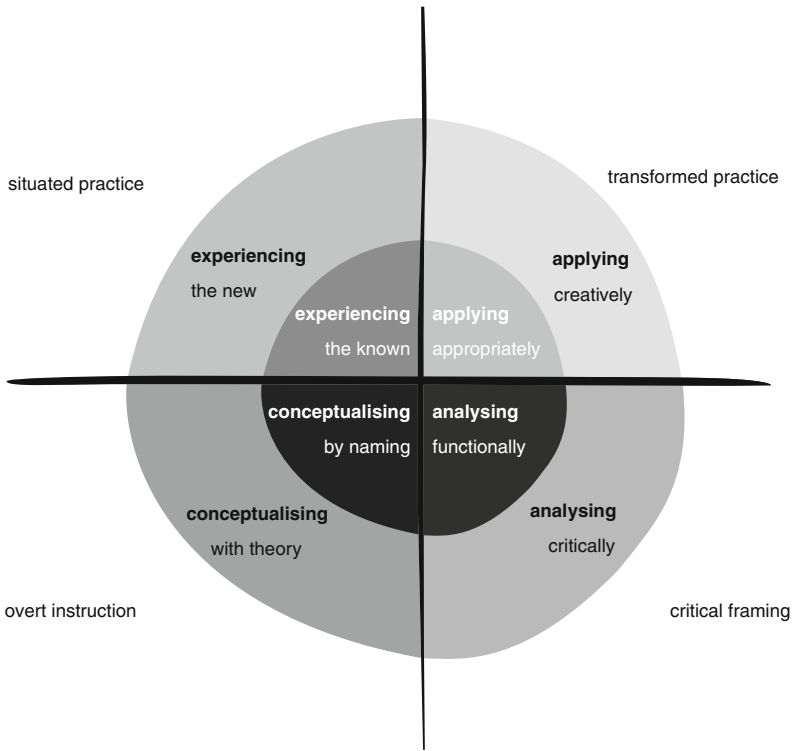 situated practice
transformed practice
experiencing
the new
applying
creatively
experiencing
the known
applying
appropriately
conceptualising
by naming
analysing
functionally
conceptualising
with theory
analysing
critically
overt instruction
critical framing